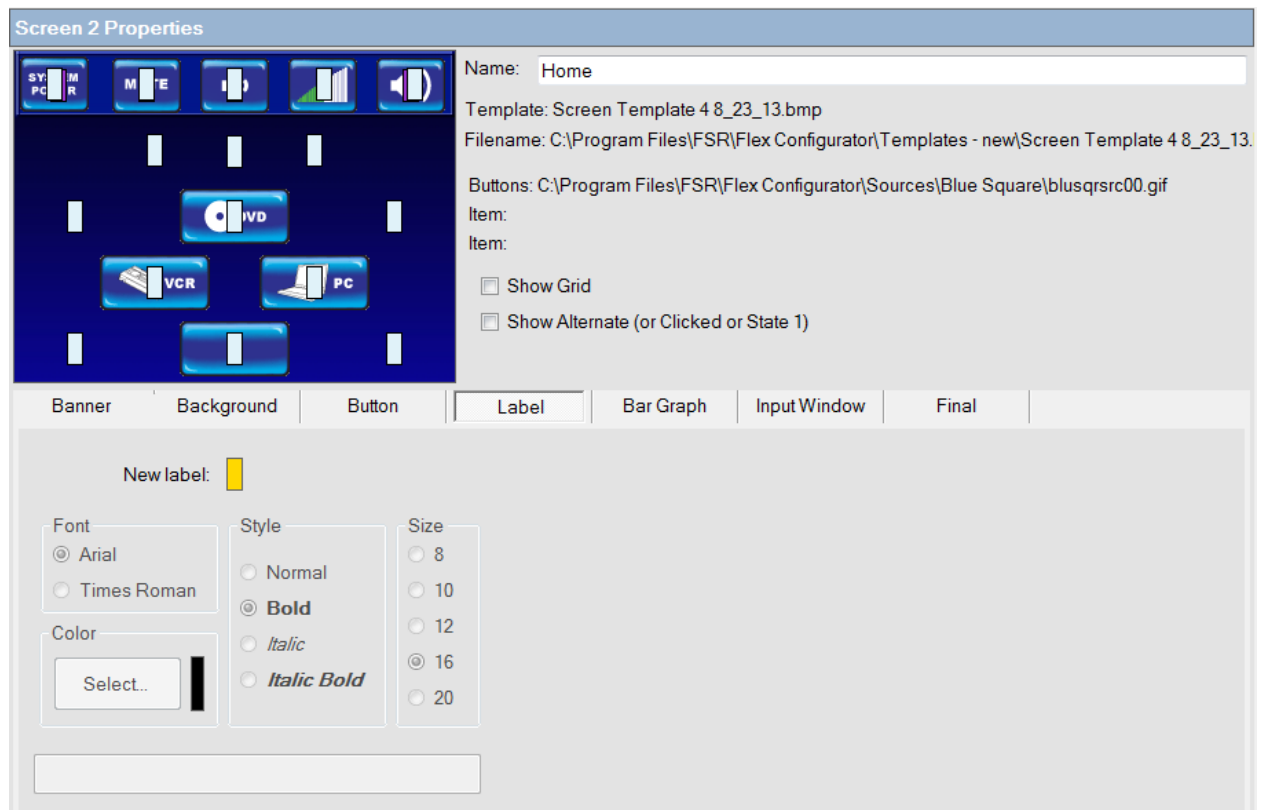 Screen 2 Properties
Name: Home
Template: Screen Template 4 8_23_13.bmp
Filename: C:\Program Files\FSR\Flex Configurator\Templates - new\Screen Template 4 8_23_13.
Buttons: C:\Program Files\FSR\Flex Configurator\Sources\Blue Square\blusqrsrc00.gif
Item:
Item:
Show Grid
Show Alternate (or Clicked or State 1)
VCR
PC
Banner Background Button Label Bar Graph Input Window Final
New label:
Font
Arial
Times Roman
Color
Select...
Style
Normal
Bold
Italic
Italic Bold
Size
8
10
12
16
20